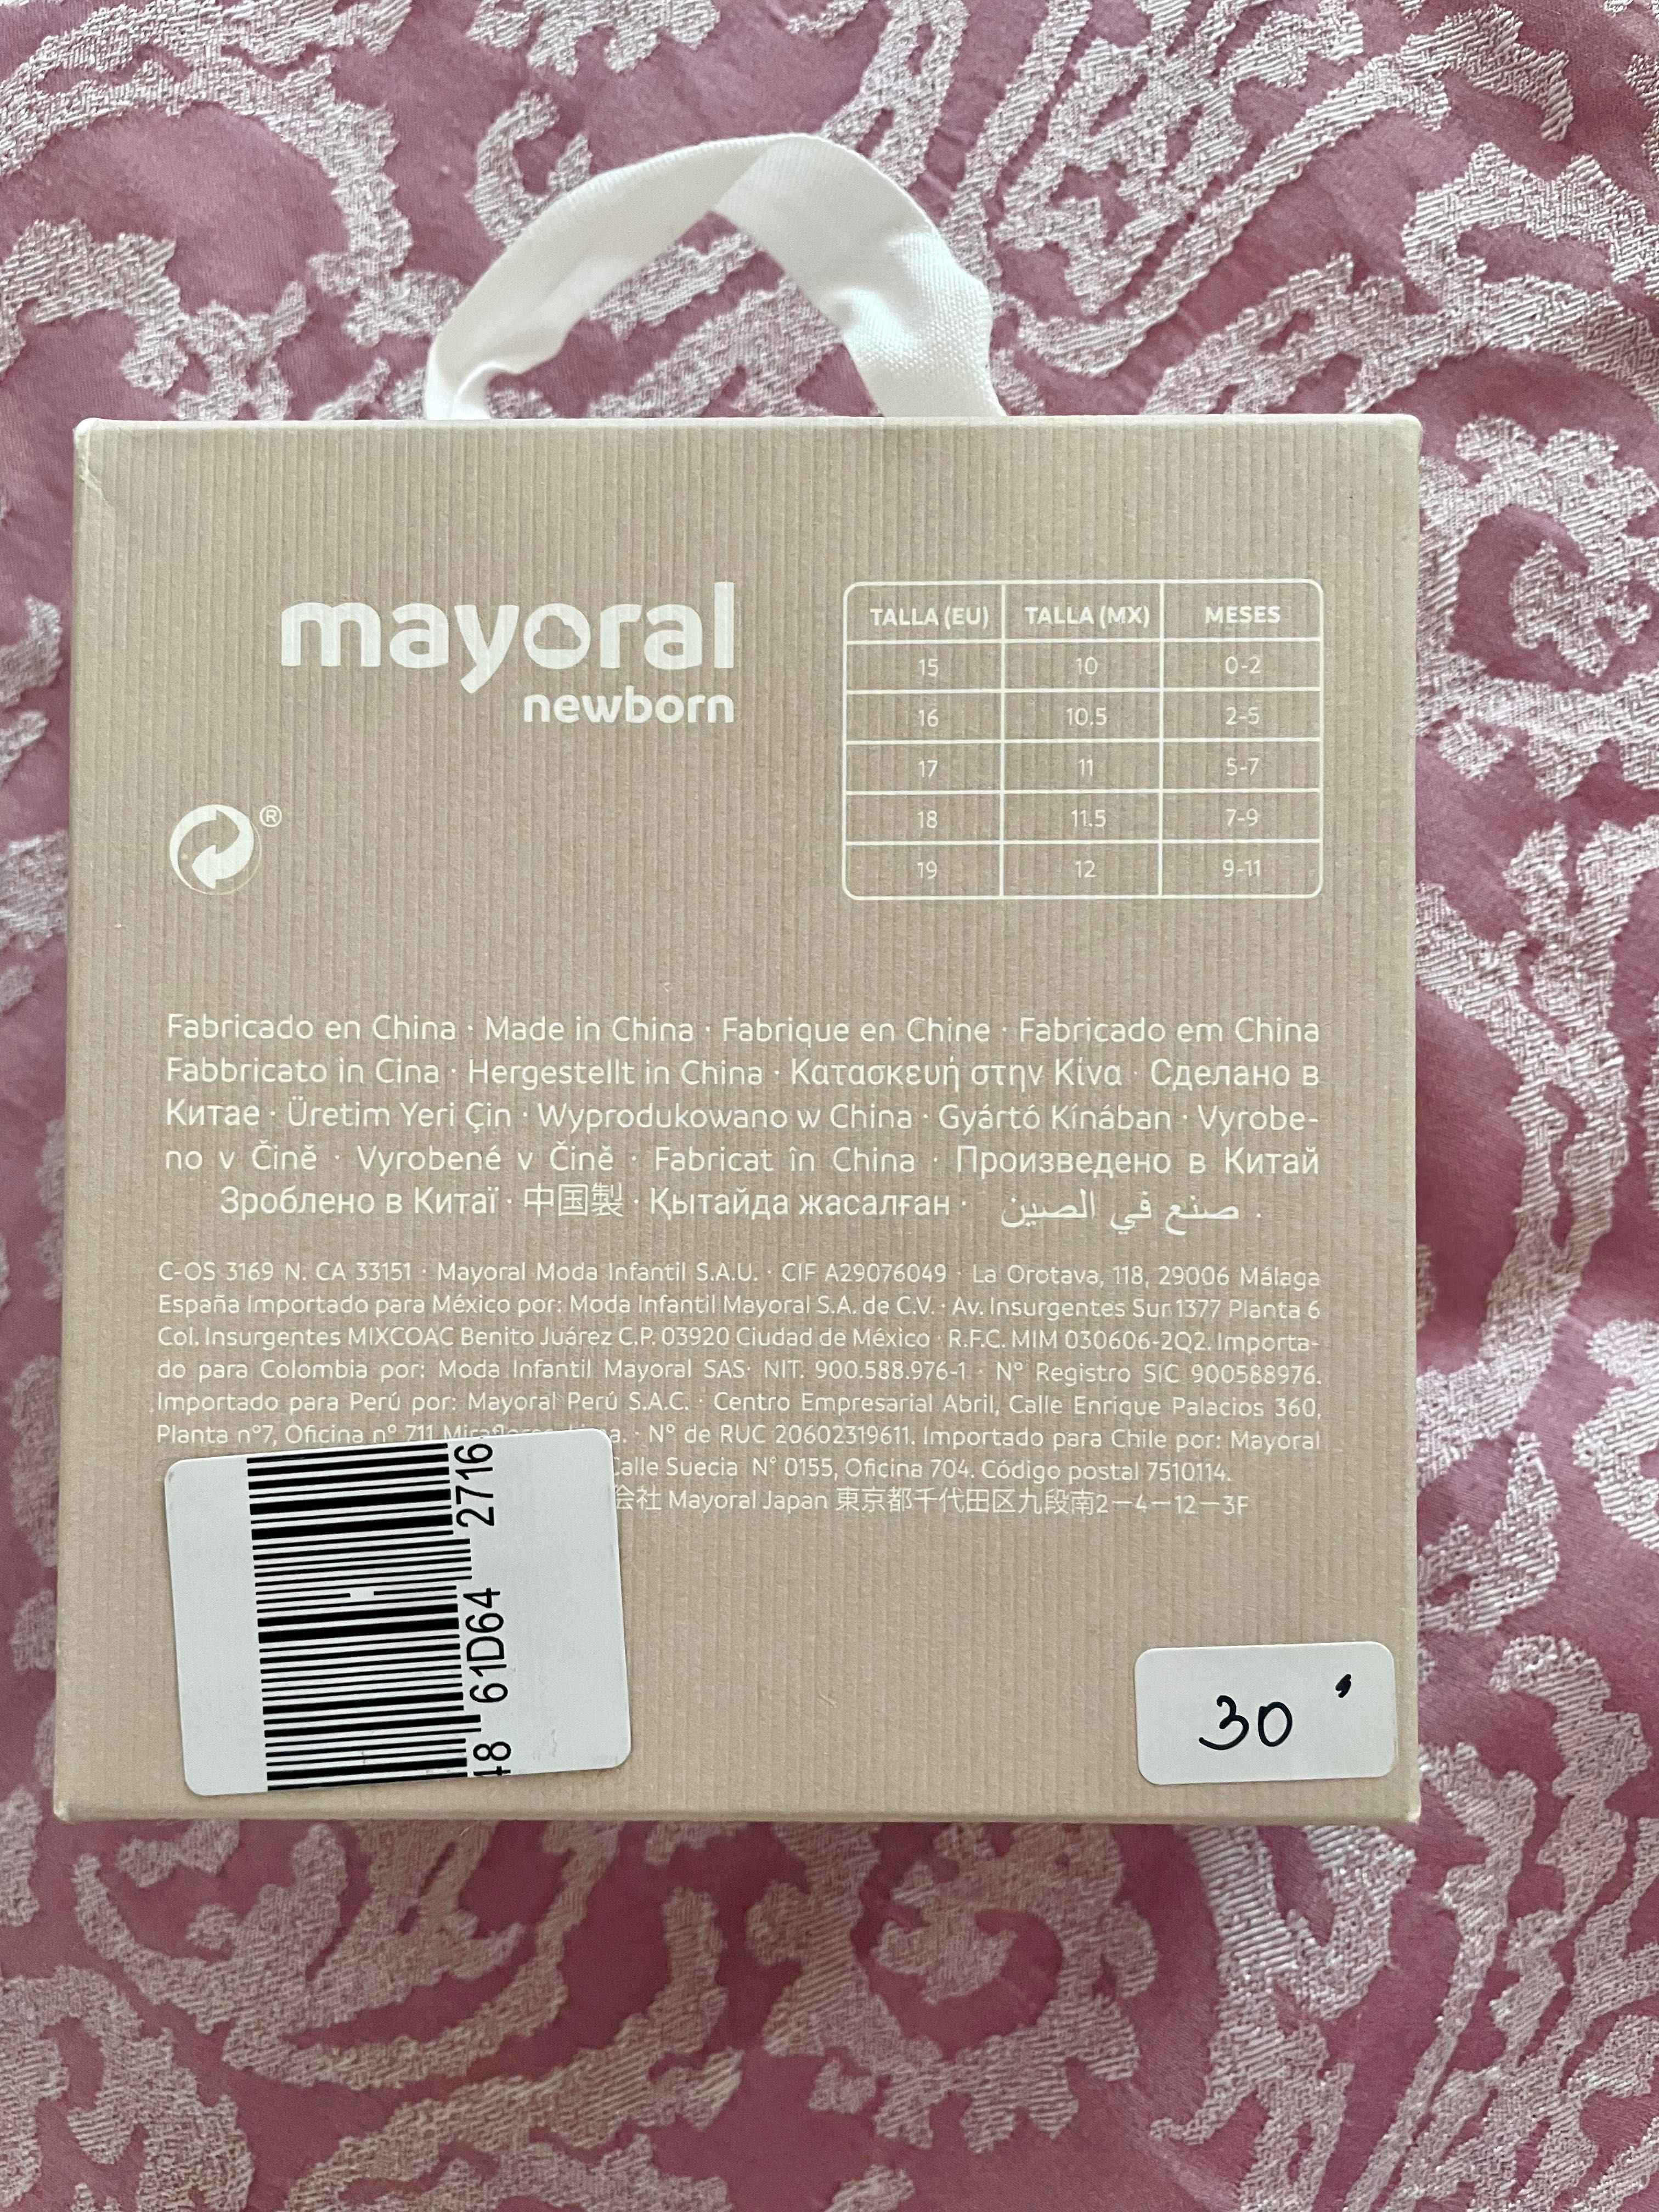 mayoral
newborn
TALLA (EU) TALLA (MX) MESES
15 10 0-2
16 10.5 2-5
17 11 5-7
18 11.5 7-9
19 12 9-11
®
Fabricado en China · Made in China · Fabrique en Chine · Fabricado em China
Fabbricato in Cina · Hergestellt in China · Κατασκευή στην Κίνα · Сделано в
Китае · Üretim Yeri Çin · Wyprodukowano w China · Gyártó Kínában · Vyrobe-
no v Čině · Vyrobené v Čině · Fabricat în China · Произведено в Китай
Зроблено в Китаï · 中国製 · Қытайда жасалған · صنع في الصين .
C-OS 3169 N. CA 33151 · Mayoral Moda Infantil S.A.U. · CIF A29076049 · La Orotava, 118, 29006 Málaga
España Importado para México por: Moda Infantil Mayoral S.A. de C.V. · Av. Insurgentes Sur 1377 Planta 6
Col. Insurgentes MIXCOAC Benito Juárez C.P. 03920 Ciudad de México · R.F.C. MIM 030606-2Q2. Importa-
do para Colombia por: Moda Infantil Mayoral SAS· NIT. 900.588.976-1 · Nº Registro SIC 900588976.
Importado para Perú por: Mayoral Perú S.A.C. · Centro Empresarial Abril, Calle Enrique Palacios 360,
Planta nº7, Oficina nº 711 · Nº de RUC 20602319611. Importado para Chile por: Mayoral
Calle Suecia N° 0155, Oficina 704. Código postal 7510114.
会社 Mayoral Japan 東京都千代田区九段南2－4－12－3F
48 61D64 2716
30 '